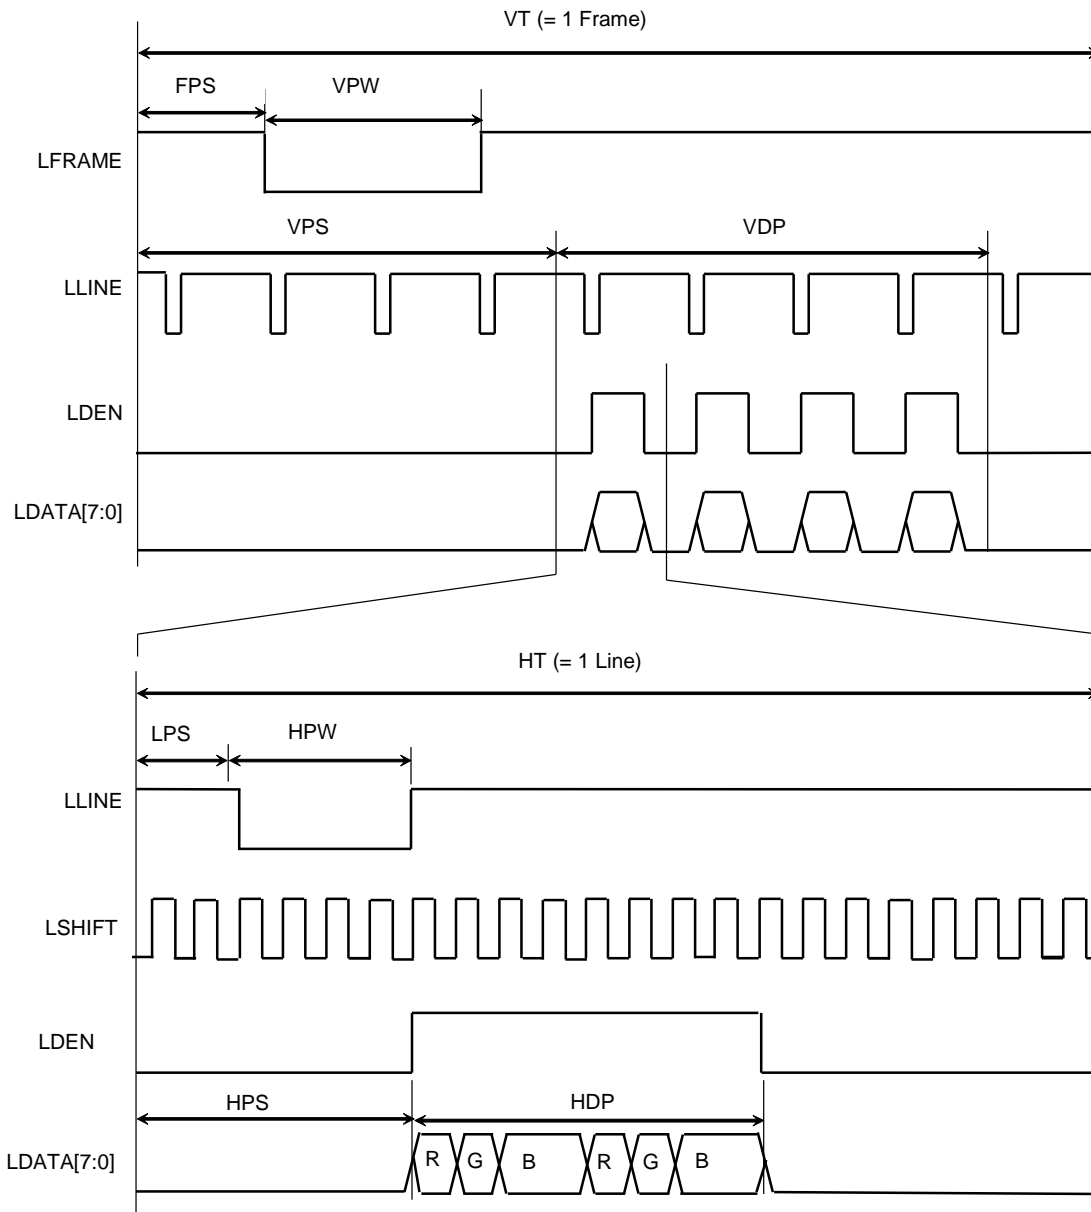 VT (= 1 Frame)
FPS
VPW
LFRAME
VPS
VDP
LLINE
LDEN
LDATA[7:0]
HT (= 1 Line)
LPS
HPW
LLINE
LSHIFT
LDEN
HPS
HDP
LDATA[7:0]
R G B R G B